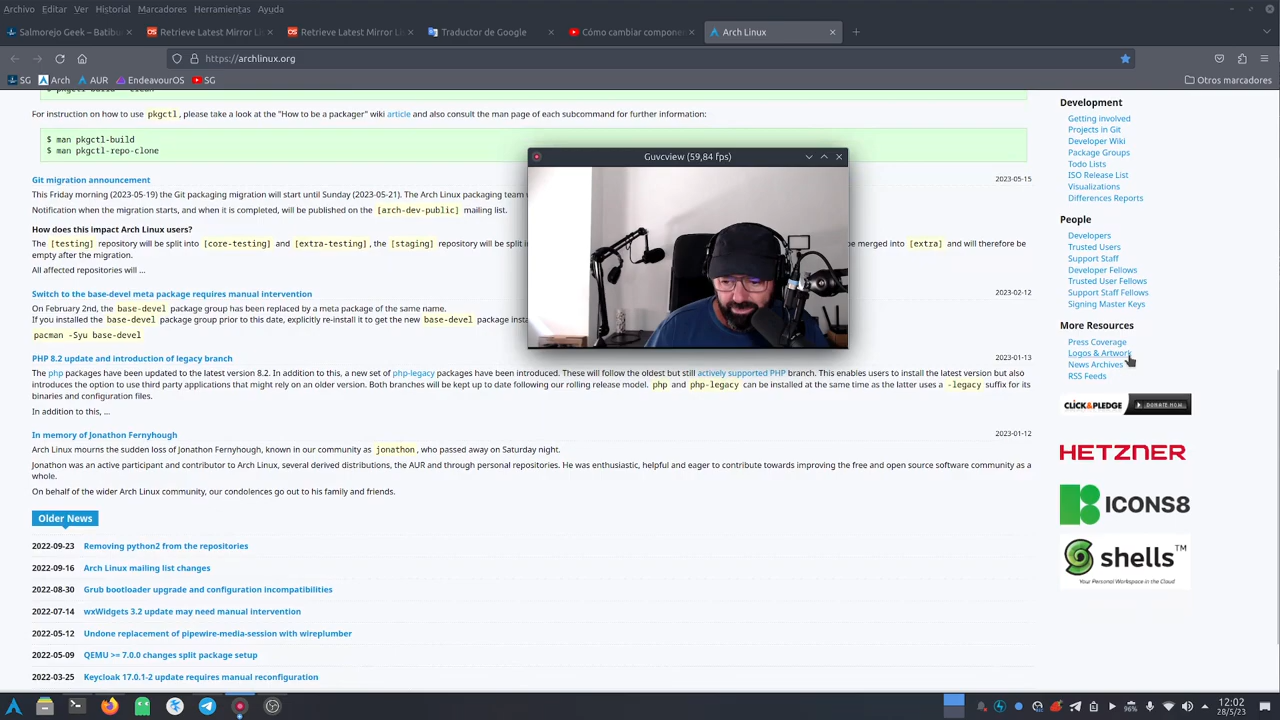 Archivo Editar Ver Historial Marcadores Ayuda
Salmorejo Geek — Batibu
Retrieve Latest Mirror Li
Retrieve Latest Mirror Li
Traductor de Google
Cómo cambiar compone
Arch Linux
https://archlinux.org
SG
Arch
AUR
EndeavourOS
SG
Otros marcadores
For instruction on how to use pkgctl, please take a look at the "How to be a packager" wiki article and also consult the man page of each subcommand for further information:
$ man pkgctl-build
$ man pkgctl-repo-clone
Git migration announcement
2023-05-15
This Friday morning (2023-05-19) the Git packaging migration will start until Sunday (2023-05-21). The Arch Linux packaging team
Notification when the migration starts, and when it is completed, will be published on the [arch-dev-public] mailing list.
How does this impact Arch Linux users?
The [testing] repository will be split into [core-testing] and [extra-testing], the [staging] repository will be split in
e merged into [extra] and will therefore be
empty after the migration.
All affected repositories will ...
Switch to the base-devel meta package requires manual intervention
2023-02-12
On February 2nd, the base-devel package group has been replaced by a meta package of the same name.
If you installed the base-devel package group prior to this date, explicitly re-install it to get the new base-devel package inst
pacman -Syu base-devel
PHP 8.2 update and introduction of legacy branch
2023-01-13
The php packages have been updated to the latest version 8.2. In addition to this, a new set of php-legacy packages have been introduced. These will follow the oldest but still actively supported PHP branch. This enables users to install the latest version but also
introduces the option to use third party applications that might rely on an older version. Both branches will be kept up to date following our rolling release model. php and php-legacy can be installed at the same time as the latter uses a -legacy suffix for its
binaries and configuration files.
In addition to this, ...
In memory of Jonathon Fernyhough
2023-01-12
Arch Linux mourns the sudden loss of Jonathon Fernyhough, known in our community as jonathon, who passed away on Saturday night.
Jonathon was an active participant and contributor to Arch Linux, several derived distributions, the AUR and through personal repositories. He was enthusiastic, helpful and eager to contribute towards improving the free and open source software community as a
whole.
On behalf of the wider Arch Linux community, our condolences go out to his family and friends.
Older News
2022-09-23 Removing python2 from the repositories
2022-09-16 Arch Linux mailing list changes
2022-08-30 Grub bootloader upgrade and configuration incompatibilities
2022-07-14 wxWidgets 3.2 update may need manual intervention
2022-05-12 Undone replacement of pipewire-media-session with wireplumber
2022-05-09 QEMU >= 7.0.0 changes split package setup
2022-03-25 Keycloak 17.0.1-2 update requires manual reconfiguration
Guvcview (59,84 fps)
Development
Getting involved
Projects in Git
Developer Wiki
Package Groups
Todo Lists
ISO Release List
Visualizations
Differences Reports
People
Developers
Trusted Users
Support Staff
Developer Fellows
Trusted User Fellows
Support Staff Fellows
Signing Master Keys
More Resources
Press Coverage
Logos & Artwork
News Archives
RSS Feeds
CLICK&PLEDGE DONATE NOW
HETZNER
ICONS8
shells™
Your Personal Workspace in the Cloud
96%
12:02
28/5/23